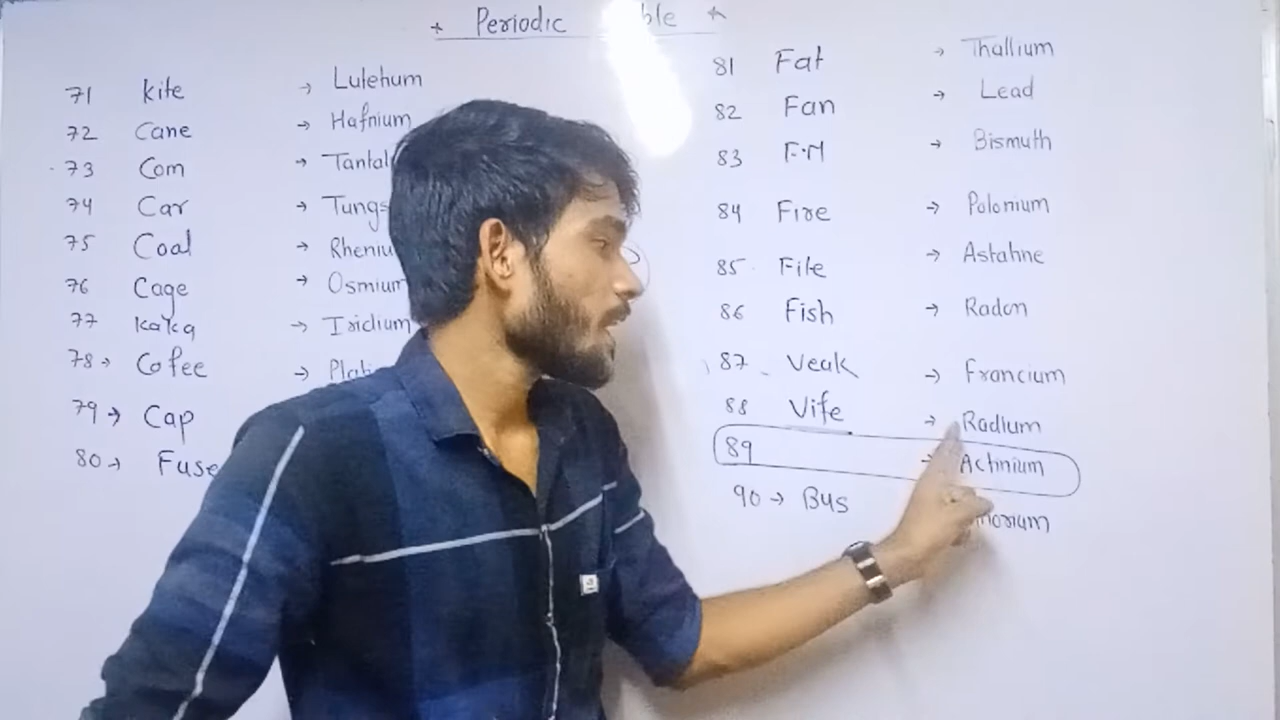 * Periodic ble *
71 Kite → Lutetium
72 Cane → Hafnium
73 Com → Tantal
74 Car → Tungs
75 Coal → Rheniu
76 Cage → Osmium
77 Kaka → Iridium
78→ Cofee → Plati
79→ Cap
80→ Fuse
81 Fat → Thallium
82 Fan → Lead
83 F.M → Bismuth
84 Fire → Polonium
85 File → Astatine
86 Fish → Radon
87 Veak → Francium
88 Vife → Radium
89 → Actinium
90→ Bus horium